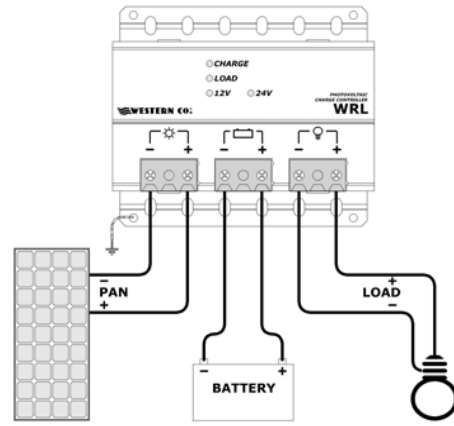 CHARGE
LOAD
12V 24V
WESTERN CO.
PHOTOVOLTAIC
CHARGE CONTROLLER
WRL
- + - + - +
-
PAN
+
+
LOAD
-
- +
BATTERY